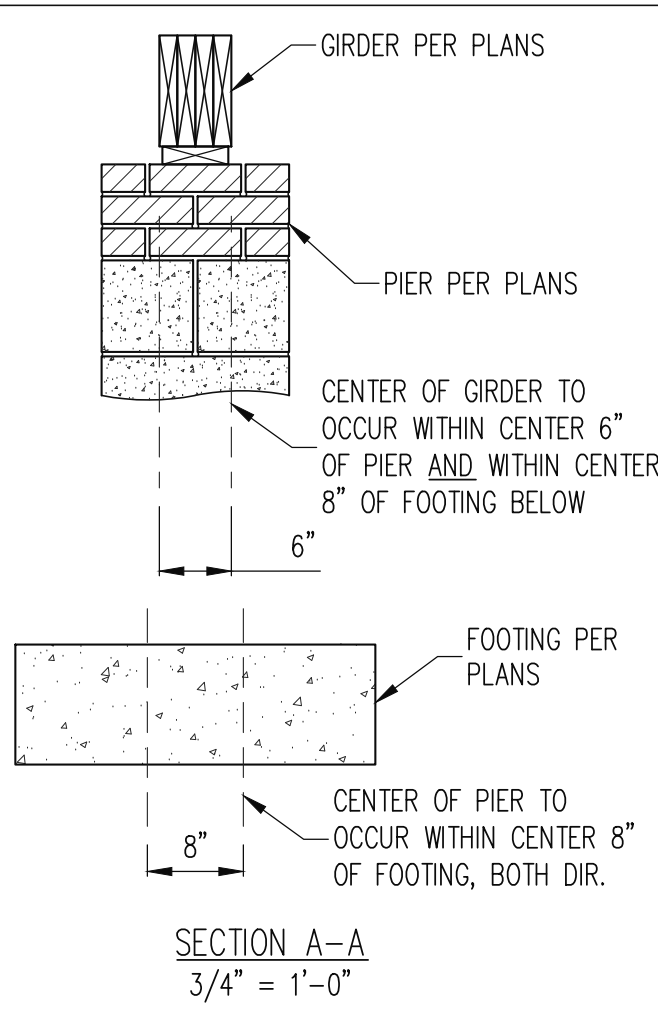 GIRDER PER PLANS
PIER PER PLANS
CENTER OF GIRDER TO
OCCUR WITHIN CENTER 6”
OF PIER AND WITHIN CENTER
8” OF FOOTING BELOW
6”
FOOTING PER
PLANS
CENTER OF PIER TO
OCCUR WITHIN CENTER 8”
OF FOOTING, BOTH DIR.
8”
SECTION A-A
3/4” = 1’-0”